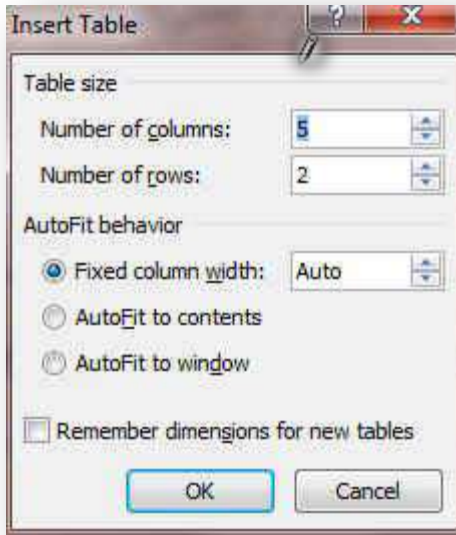 Insert Table ?
Table size
Number of columns: 5
Number of rows: 2
AutoFit behavior
Fixed column width: Auto
AutoFit to contents
AutoFit to window
Remember dimensions for new tables
OK Cancel